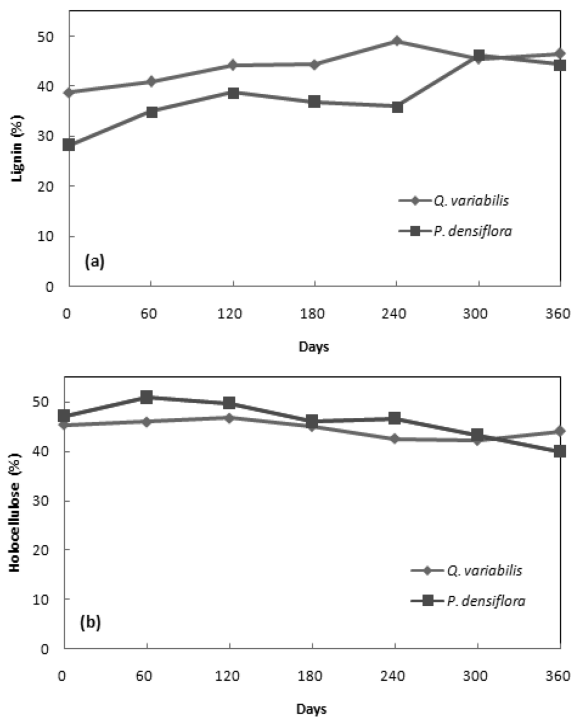 50
40
30
20
10
0
Lignin (%)
Q. variabilis
P. densiflora
(a)
0 60 120 180 240 300 360
Days
50
40
30
20
10
0
Holocellulose (%)
Q. variabilis
P. densiflora
(b)
0 60 120 180 240 300 360
Days